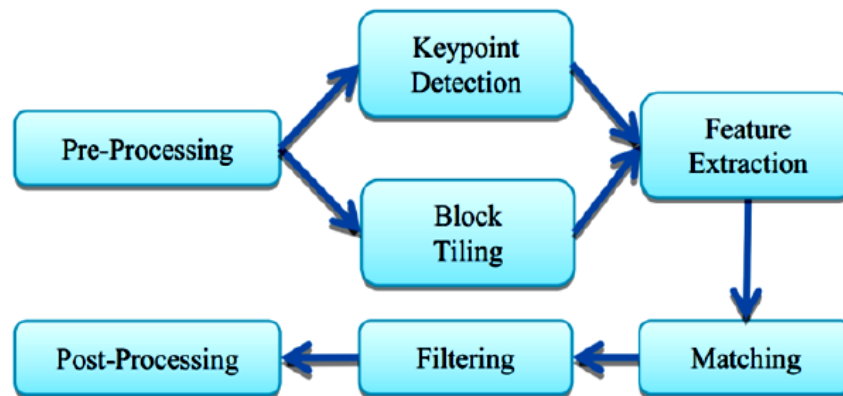 Keypoint
Detection
Pre-Processing
Feature
Extraction
Block
Tiling
Post-Processing
Filtering
Matching